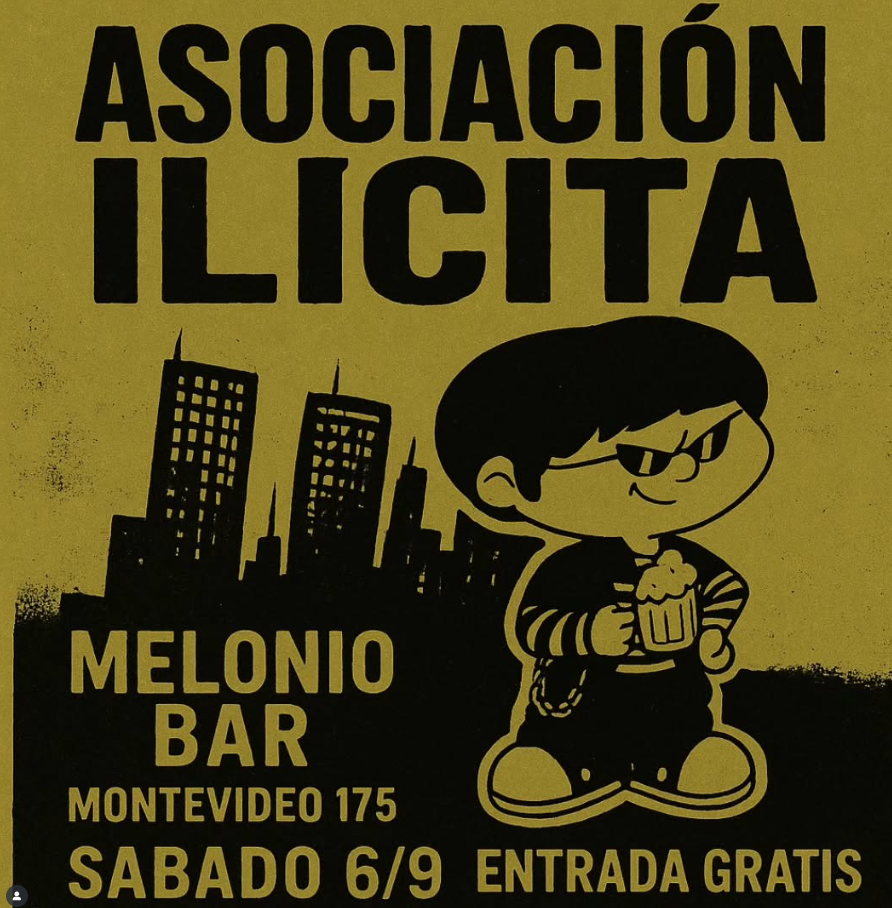 ASOCIACIÓN
ILICITA
MELONIO
BAR
MONTEVIDEO 175
SABADO 6/9 ENTRADA GRATIS